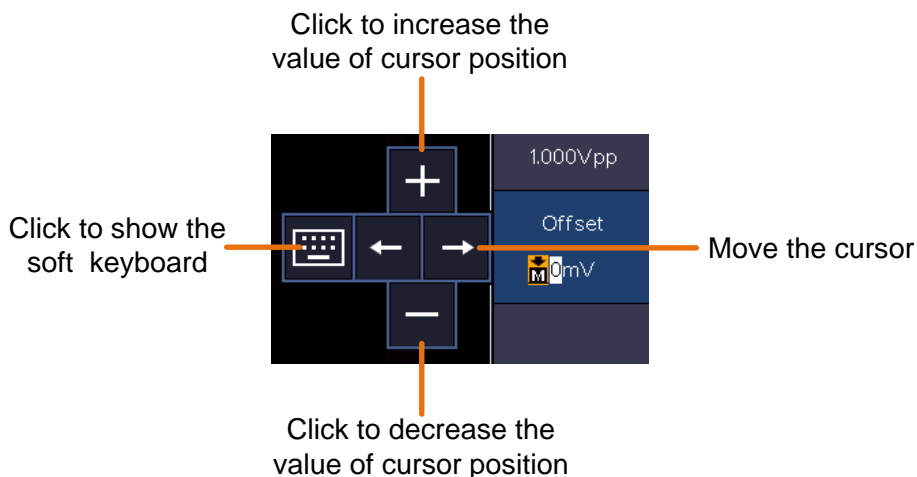 Click to increase the
value of cursor position
1.000Vpp
Click to show the
soft keyboard
Offset
M 0mV
Move the cursor
Click to decrease the
value of cursor position